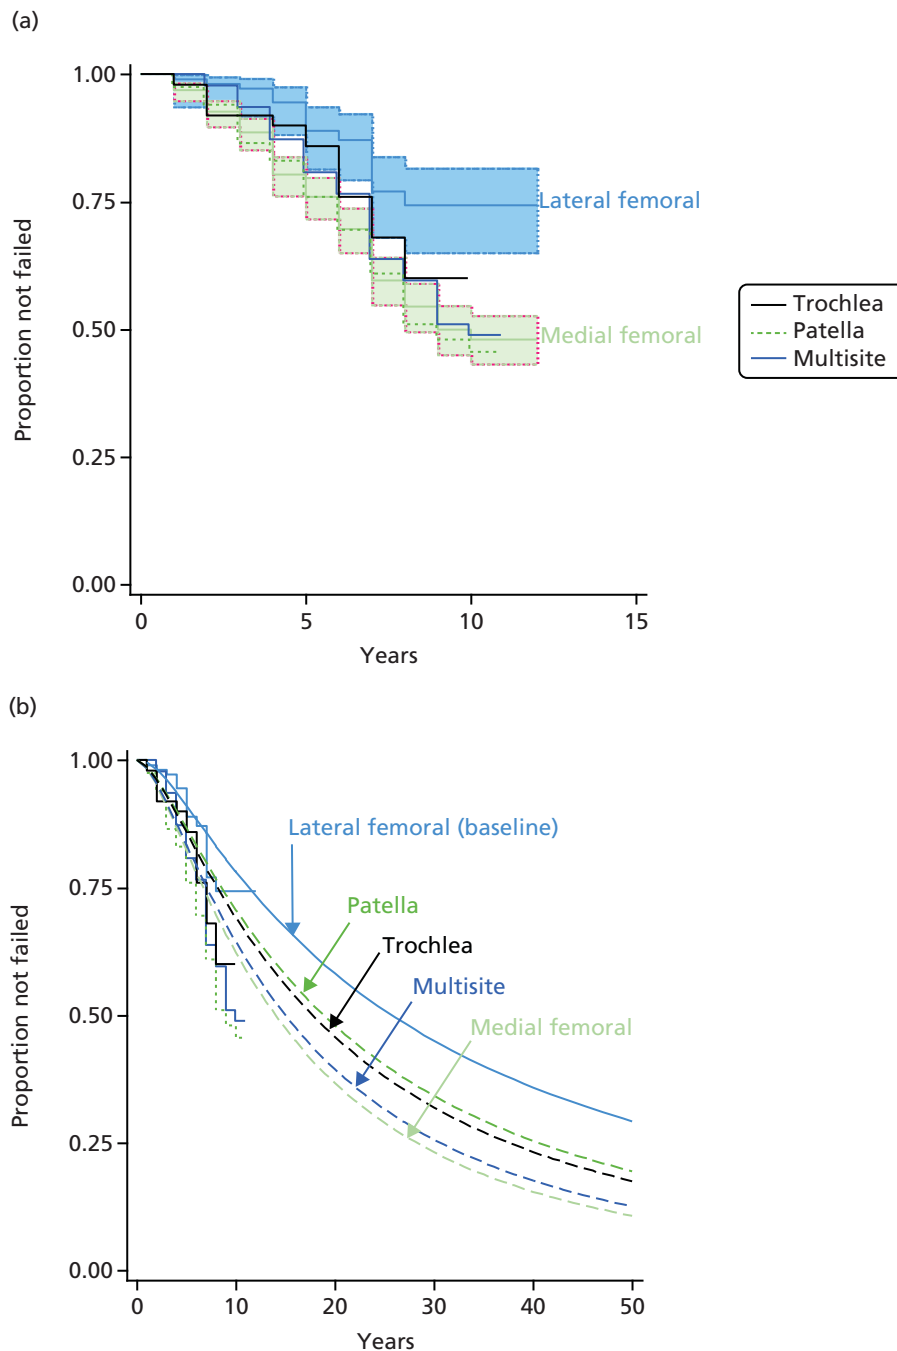 (a)
1.00
0.75
0.50
0.25
0.00
Proportion not failed
Lateral femoral
Medial femoral
Trochlea
Patella
Multisite
0 5 10 15
Years
(b)
1.00
0.75
0.50
0.25
0.00
Proportion not failed
Lateral femoral (baseline)
Patella
Trochlea
Multisite
Medial femoral
0 10 20 30 40 50
Years